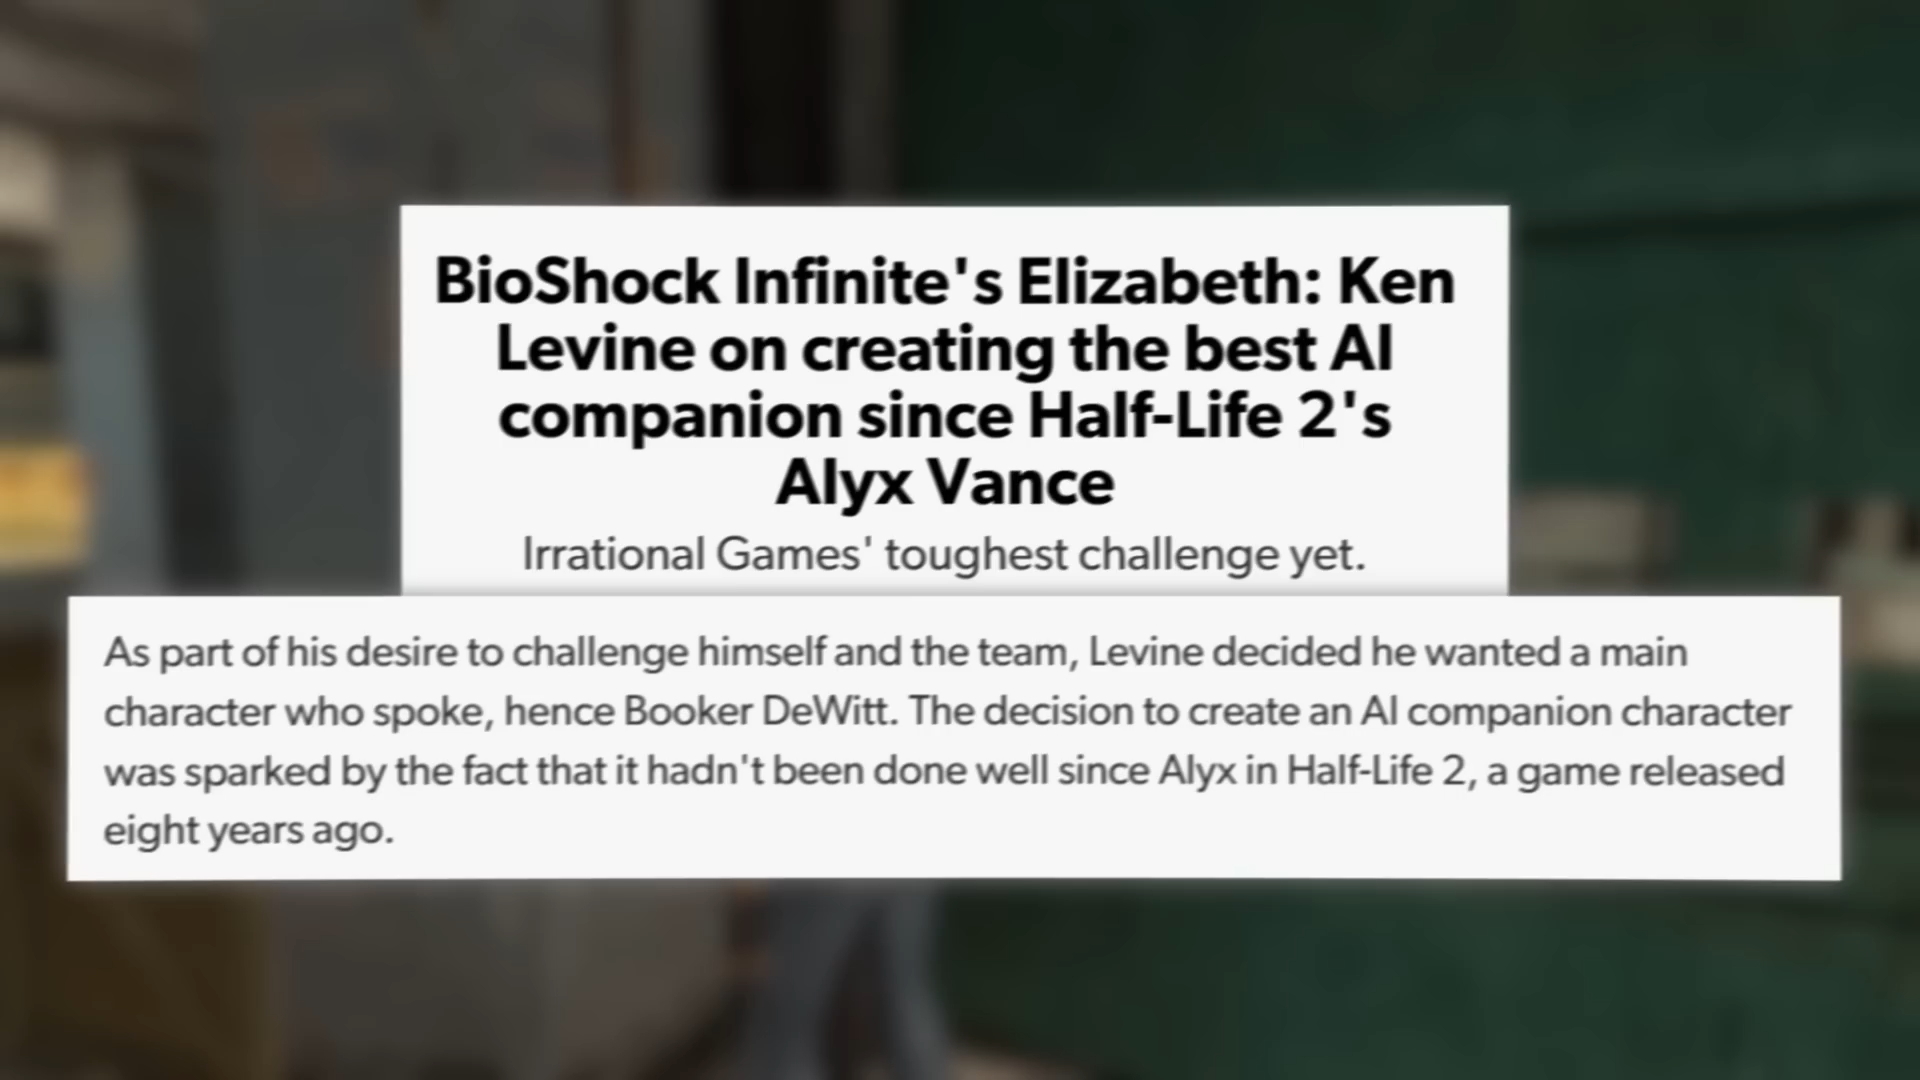 BioShock Infinite's Elizabeth: Ken
Levine on creating the best AI
companion since Half-Life 2's
Alyx Vance
Irrational Games' toughest challenge yet.
As part of his desire to challenge himself and the team, Levine decided he wanted a main
character who spoke, hence Booker DeWitt. The decision to create an AI companion character
was sparked by the fact that it hadn't been done well since Alyx in Half-Life 2, a game released
eight years ago.